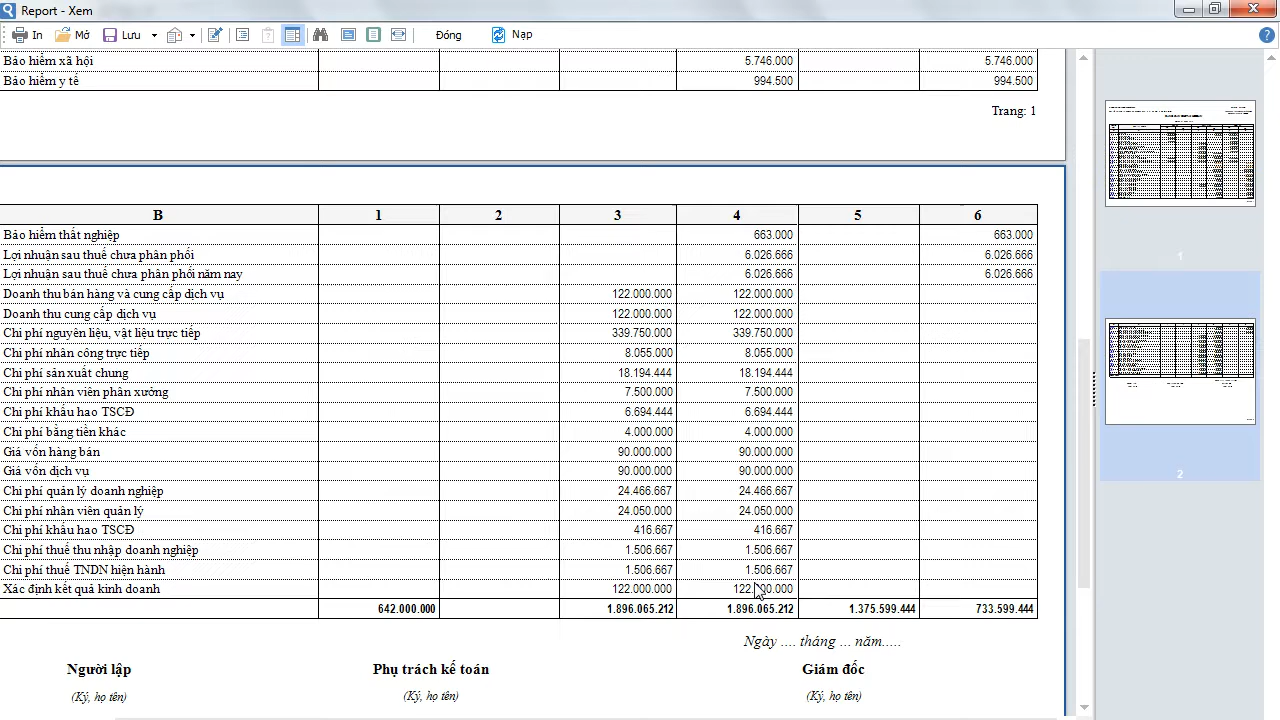 Report - Xem
In Mở Lưu Đóng Nạp
Bảo hiểm xã hội 5.746.000 5.746.000
Bảo hiểm y tế 994.500 994.500
Trang: 1
B 1 2 3 4 5 6
Bảo hiểm thất nghiệp 663.000 663.000
Lợi nhuận sau thuế chưa phân phối 6.026.666 6.026.666
Lợi nhuận sau thuế chưa phân phối năm nay 6.026.666 6.026.666
Doanh thu bán hàng và cung cấp dịch vụ 122.000.000 122.000.000
Doanh thu cung cấp dịch vụ 122.000.000 122.000.000
Chi phí nguyên liệu, vật liệu trực tiếp 339.750.000 339.750.000
Chi phí nhân công trực tiếp 8.055.000 8.055.000
Chi phí sản xuất chung 18.194.444 18.194.444
Chi phí nhân viên phân xưởng 7.500.000 7.500.000
Chi phí khấu hao TSCĐ 6.694.444 6.694.444
Chi phí bằng tiền khác 4.000.000 4.000.000
Giá vốn hàng bán 90.000.000 90.000.000
Giá vốn dịch vụ 90.000.000 90.000.000
Chi phí quản lý doanh nghiệp 24.466.667 24.466.667
Chi phí nhân viên quản lý 24.050.000 24.050.000
Chi phí khấu hao TSCĐ 416.667 416.667
Chi phí thuế thu nhập doanh nghiệp 1.506.667 1.506.667
Chi phí thuế TNDN hiện hành 1.506.667 1.506.667
Xác định kết quả kinh doanh 122.000.000 122.000.000
642.000.000 1.896.065.212 1.896.065.212 1.375.599.444 733.599.444
Ngày .... tháng ... năm.....
Người lập Phụ trách kế toán Giám đốc
(Ký, họ tên) (Ký, họ tên) (Ký, họ tên)
1
2